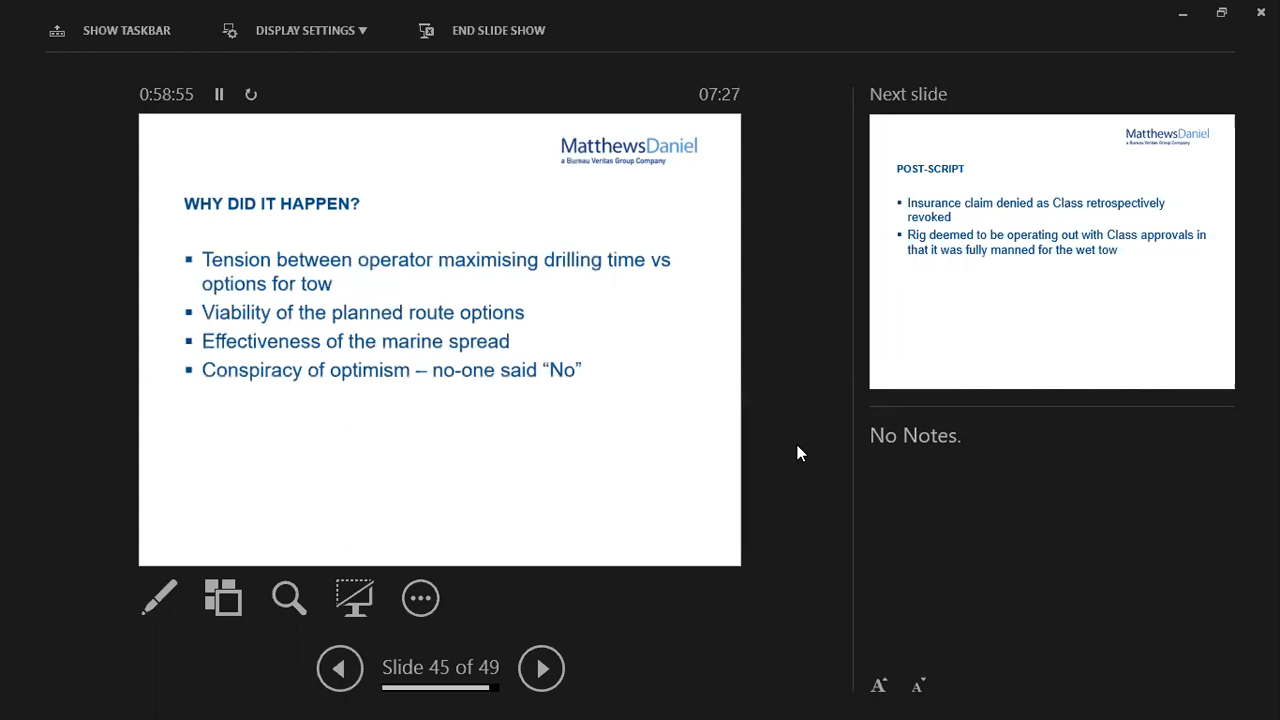 SHOW TASKBAR
DISPLAY SETTINGS ▼
END SLIDE SHOW
0:58:55
07:27
MatthewsDaniel
a Bureau Veritas Group Company
WHY DID IT HAPPEN?
▪ Tension between operator maximising drilling time vs
options for tow
▪ Viability of the planned route options
▪ Effectiveness of the marine spread
▪ Conspiracy of optimism – no-one said “No”
Slide 45 of 49
Next slide
MatthewsDaniel
a Bureau Veritas Group Company
POST-SCRIPT
▪ Insurance claim denied as Class retrospectively
revoked
▪ Rig deemed to be operating out with Class approvals in
that it was fully manned for the wet tow
No Notes.
A A